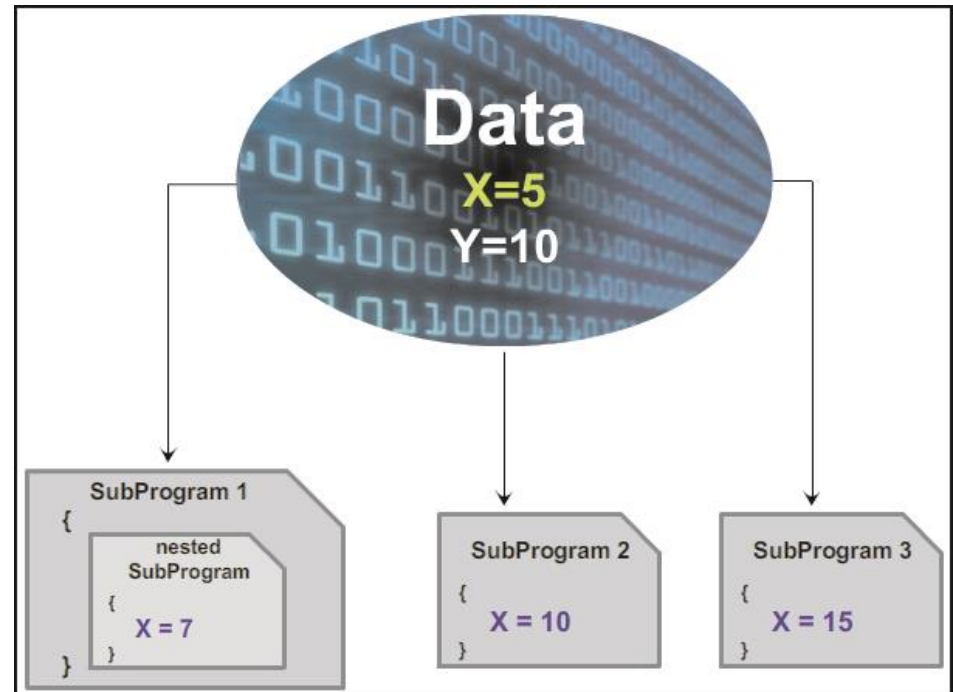 Data
X=5
Y=10
SubProgram 1
{
nested
SubProgram
{
X = 7
}
}
SubProgram 2
{
X = 10
}
SubProgram 3
{
X = 15
}